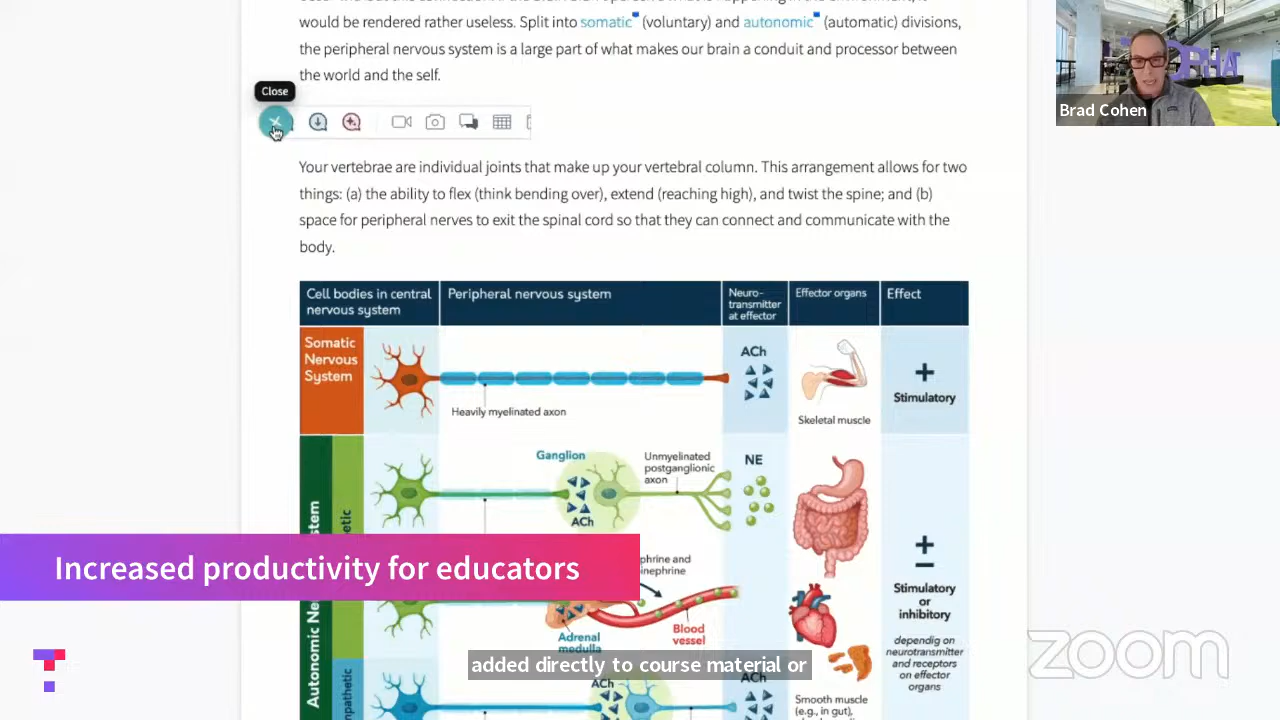 would be rendered rather useless. Split into somatic (voluntary) and autonomic (automatic) divisions,
the peripheral nervous system is a large part of what makes our brain a conduit and processor between
the world and the self.
Close
Brad Cohen
Your vertebrae are individual joints that make up your vertebral column. This arrangement allows for two
things: (a) the ability to flex (think bending over), extend (reaching high), and twist the spine; and (b)
space for peripheral nerves to exit the spinal cord so that they can connect and communicate with the
body.
Cell bodies in central
nervous system
Peripheral nervous system
Neuro-
transmitter
at effector
Effector organs
Effect
Somatic
Nervous
System
ACh
+
Stimulatory
Heavily myelinated axon
Skeletal muscle
Ganglion
Unmyelinated
postganglionic
axon
NE
ACh
Increased productivity for educators
Autonomic
Adrenal
medulla
Blood
vessel
+
Stimulatory
or
inhibitory
dependig on
neurotransmitter
and receptors
on effector
organs
added directly to course material or
ACh
ACh
Smooth muscle
(e.g., in gut),
zoom